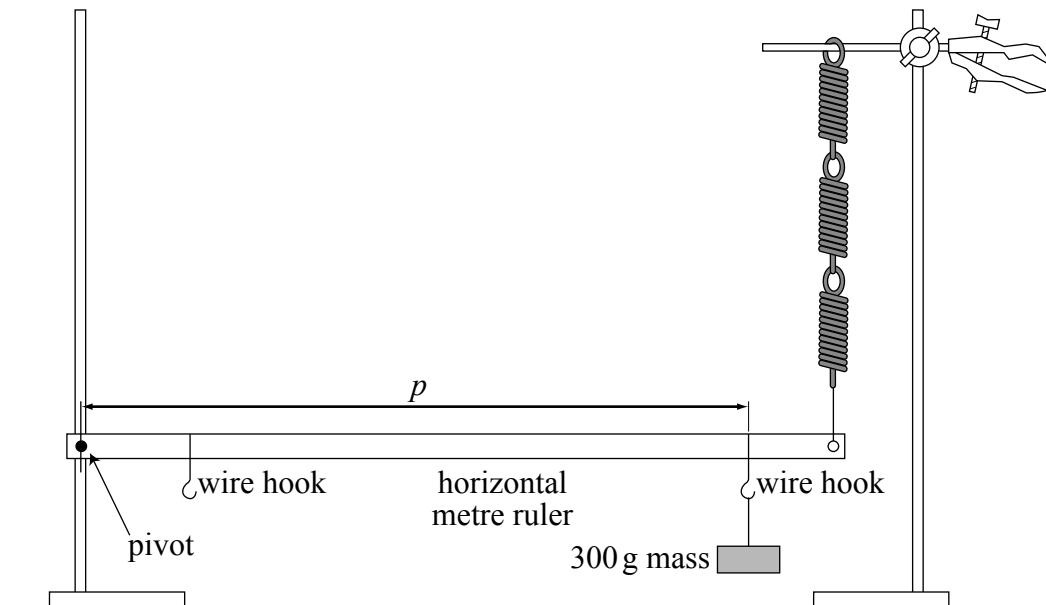 p
wire hook
horizontal
metre ruler
wire hook
pivot
300 g mass